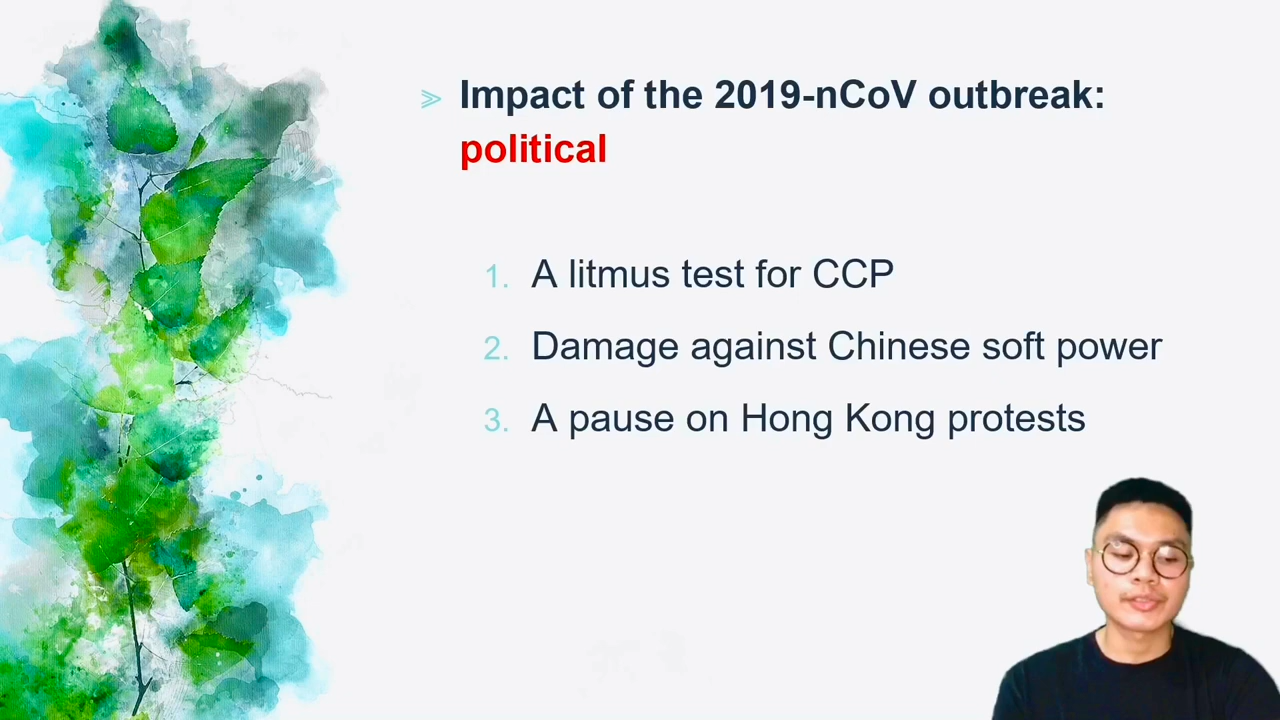 Impact of the 2019-nCoV outbreak:
political
1. A litmus test for CCP
2. Damage against Chinese soft power
3. A pause on Hong Kong protests